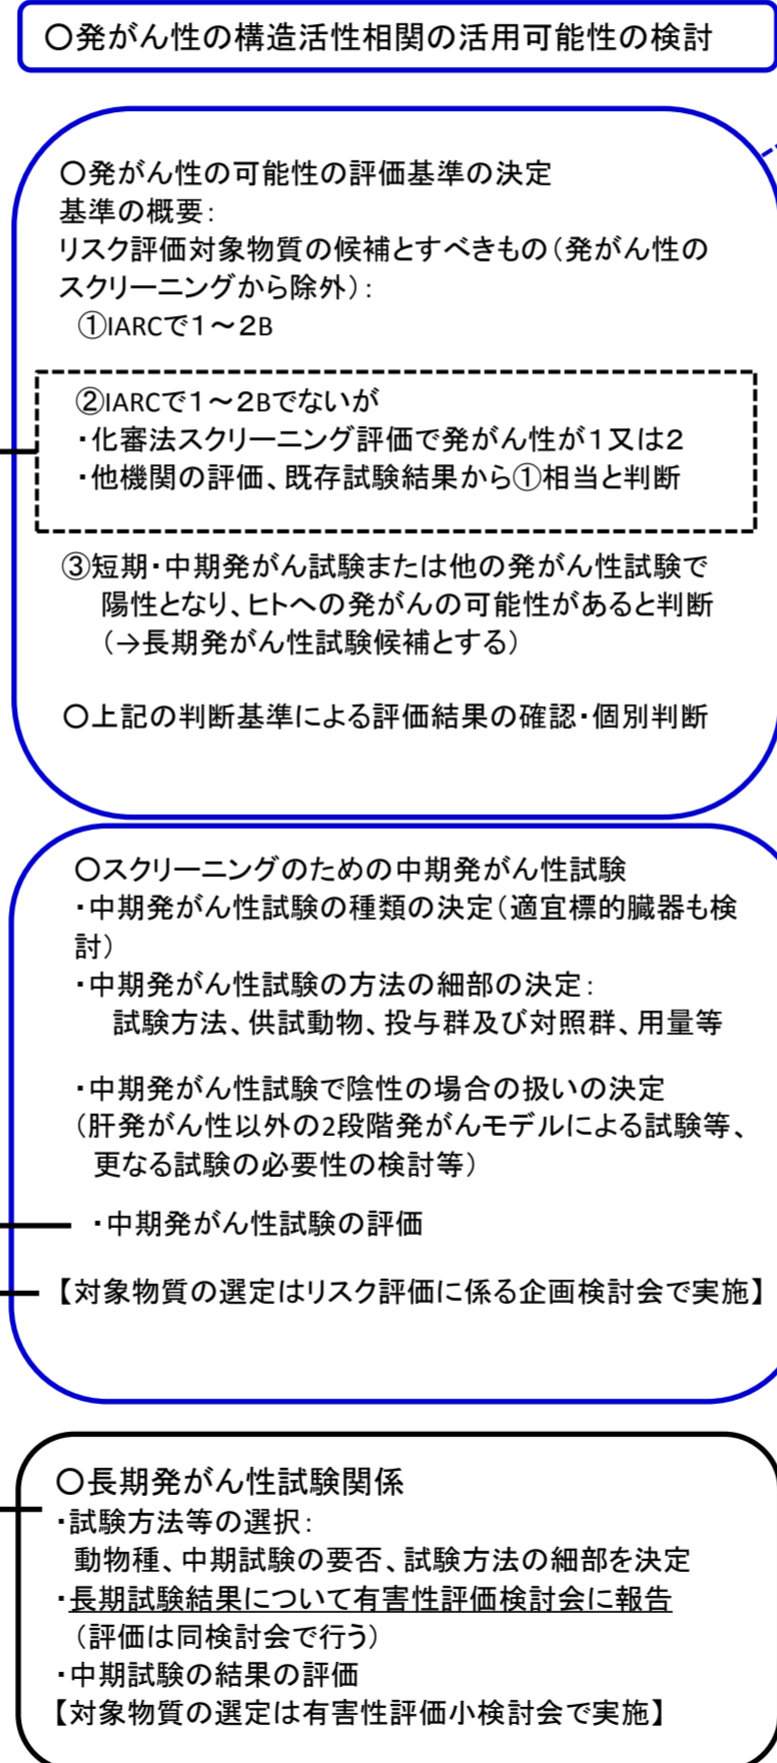 〇発がん性の構造活性相関の活用可能性の検討
〇発がん性の可能性の評価基準の決定
基準の概要:
リスク評価対象物質の候補とすべきもの(発がん性の
スクリーニングから除外):
①IARCで1~2B
②IARCで1~2Bでないが
・化審法スクリーニング評価で発がん性が1又は2
・他機関の評価、既存試験結果から①相当と判断
③短期・中期発がん試験または他の発がん性試験で
陽性となり、ヒトへの発がんの可能性があると判断
(→長期発がん性試験候補とする)
〇上記の判断基準による評価結果の確認・個別判断
〇スクリーニングのための中期発がん性試験
・中期発がん性試験の種類の決定(適宜標的臓器も検
討)
・中期発がん性試験の方法の細部の決定:
試験方法、供試動物、投与群及び対照群、用量等
・中期発がん性試験で陰性の場合の扱いの決定
(肝発がん性以外の2段階発がんモデルによる試験等、
更なる試験の必要性の検討等)
・中期発がん性試験の評価
【対象物質の選定はリスク評価に係る企画検討会で実施】
〇長期発がん性試験関係
・試験方法等の選択:
動物種、中期試験の要否、試験方法の細部を決定
・長期試験結果について有害性評価検討会に報告
(評価は同検討会で行う)
・中期試験の結果の評価
【対象物質の選定は有害性評価小検討会で実施】